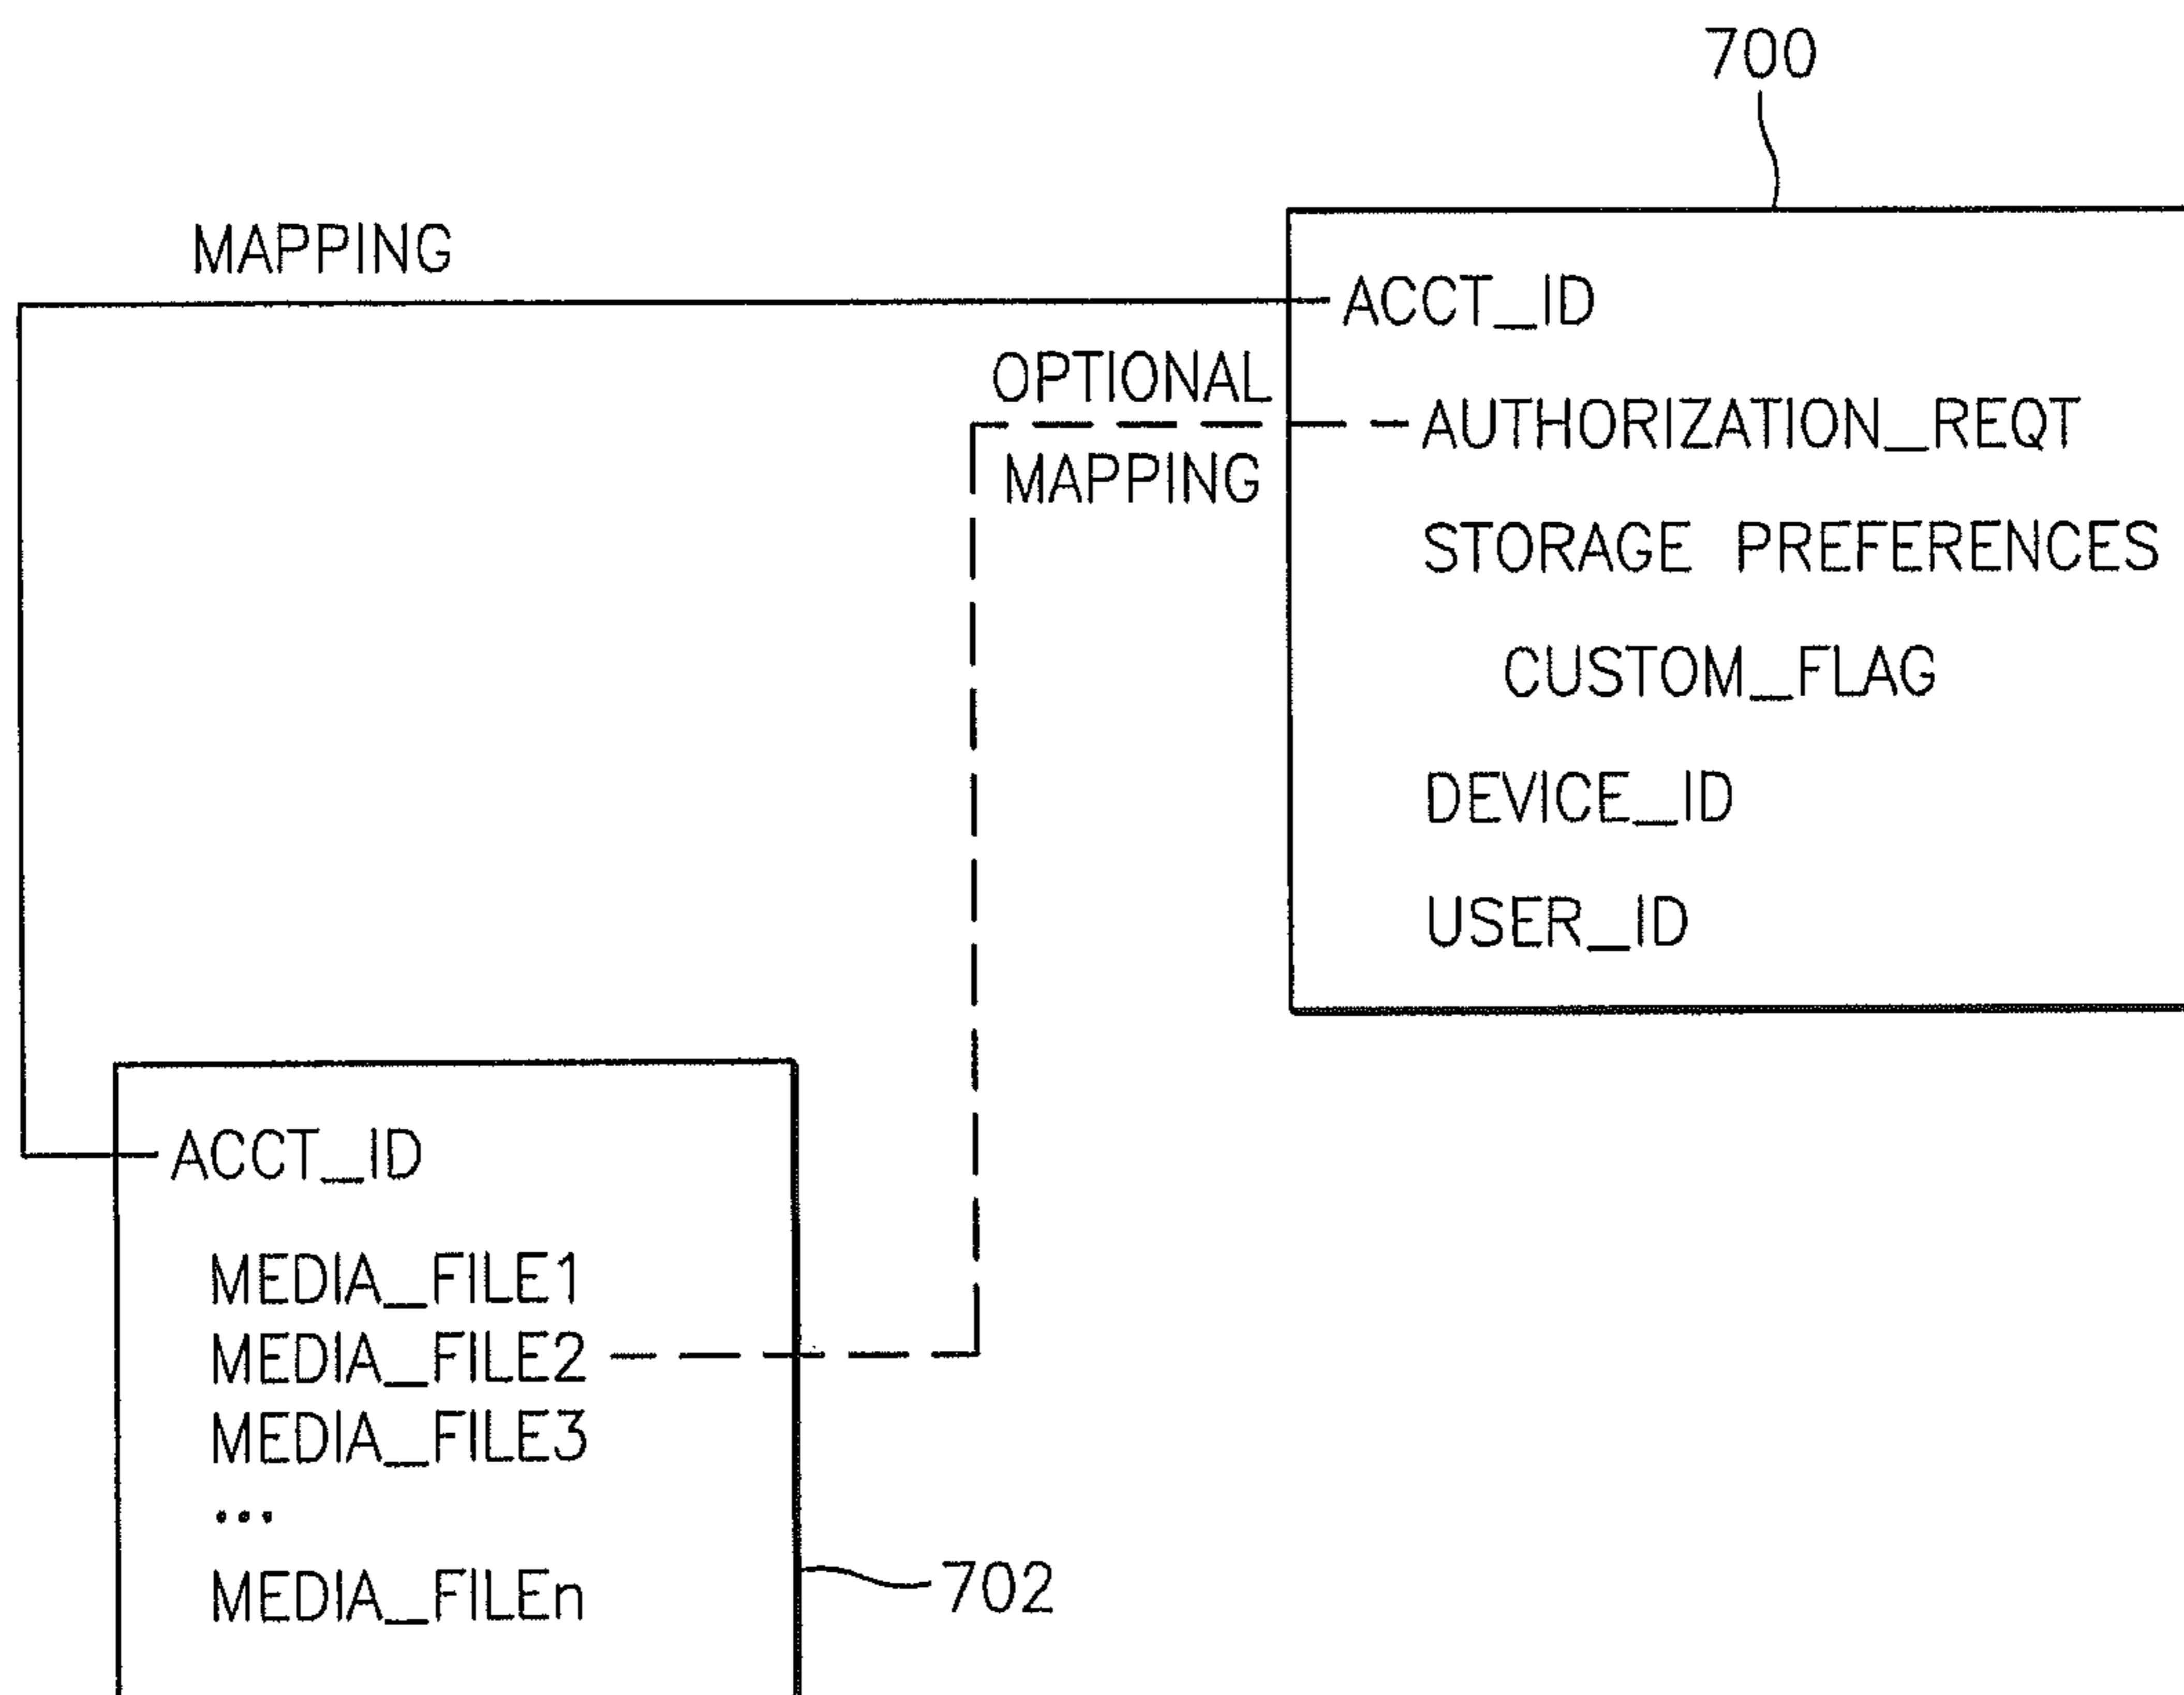 700
MAPPING
ACCT_ID
OPTIONAL
MAPPING
AUTHORIZATION_REQT
STORAGE PREFERENCES
CUSTOM_FLAG
DEVICE_ID
USER_ID
ACCT_ID
MEDIA_FILE1
MEDIA_FILE2
MEDIA_FILE3
...
MEDIA_FILEn
702